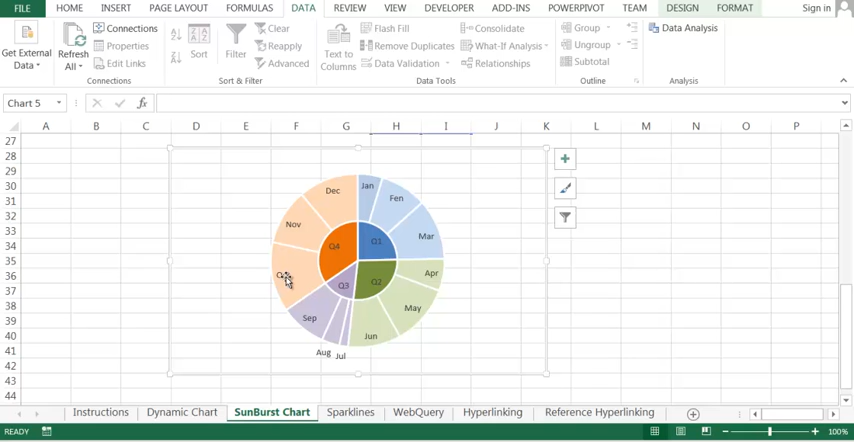 FILE HOME INSERT PAGE LAYOUT FORMULAS DATA REVIEW VIEW DEVELOPER ADD-INS POWERPIVOT TEAM DESIGN FORMAT Sign in
Get External
Data
Refresh
All
Connections
Properties
Edit Links
Connections
Sort
Filter
Clear
Reapply
Advanced
Sort & Filter
Text to
Columns
Flash Fill
Remove Duplicates
Data Validation
Consolidate
What-If Analysis
Relationships
Data Tools
Group
Ungroup
Subtotal
Outline
Data Analysis
Analysis
Chart 5
fx
A B C D E F G H I J K L M N O P
27
28
29
30
31
32
33
34
35
36
37
38
39
40
41
42
43
44
Dec Jan
Fen
Nov
Mar
Q4 Q1
Apr
Q3 Q2
May
Sep
Jun
Aug Jul
Instructions Dynamic Chart SunBurst Chart Sparklines WebQuery Hyperlinking Reference Hyperlinking
READY 100%